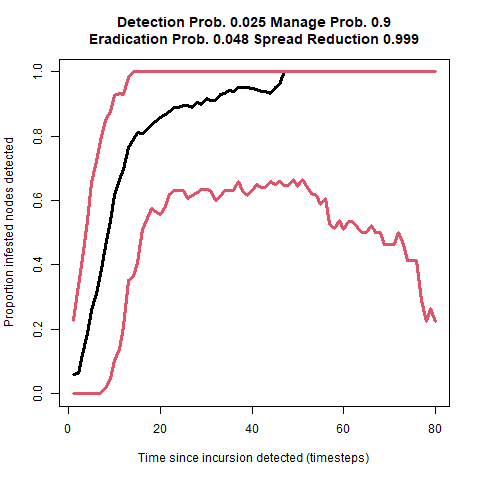 Detection Prob. 0.025 Manage Prob. 0.9
Eradication Prob. 0.048 Spread Reduction 0.999
Proportion infested nodes detected
1.0
0.8
0.6
0.4
0.2
0.0
0 20 40 60 80
Time since incursion detected (timesteps)